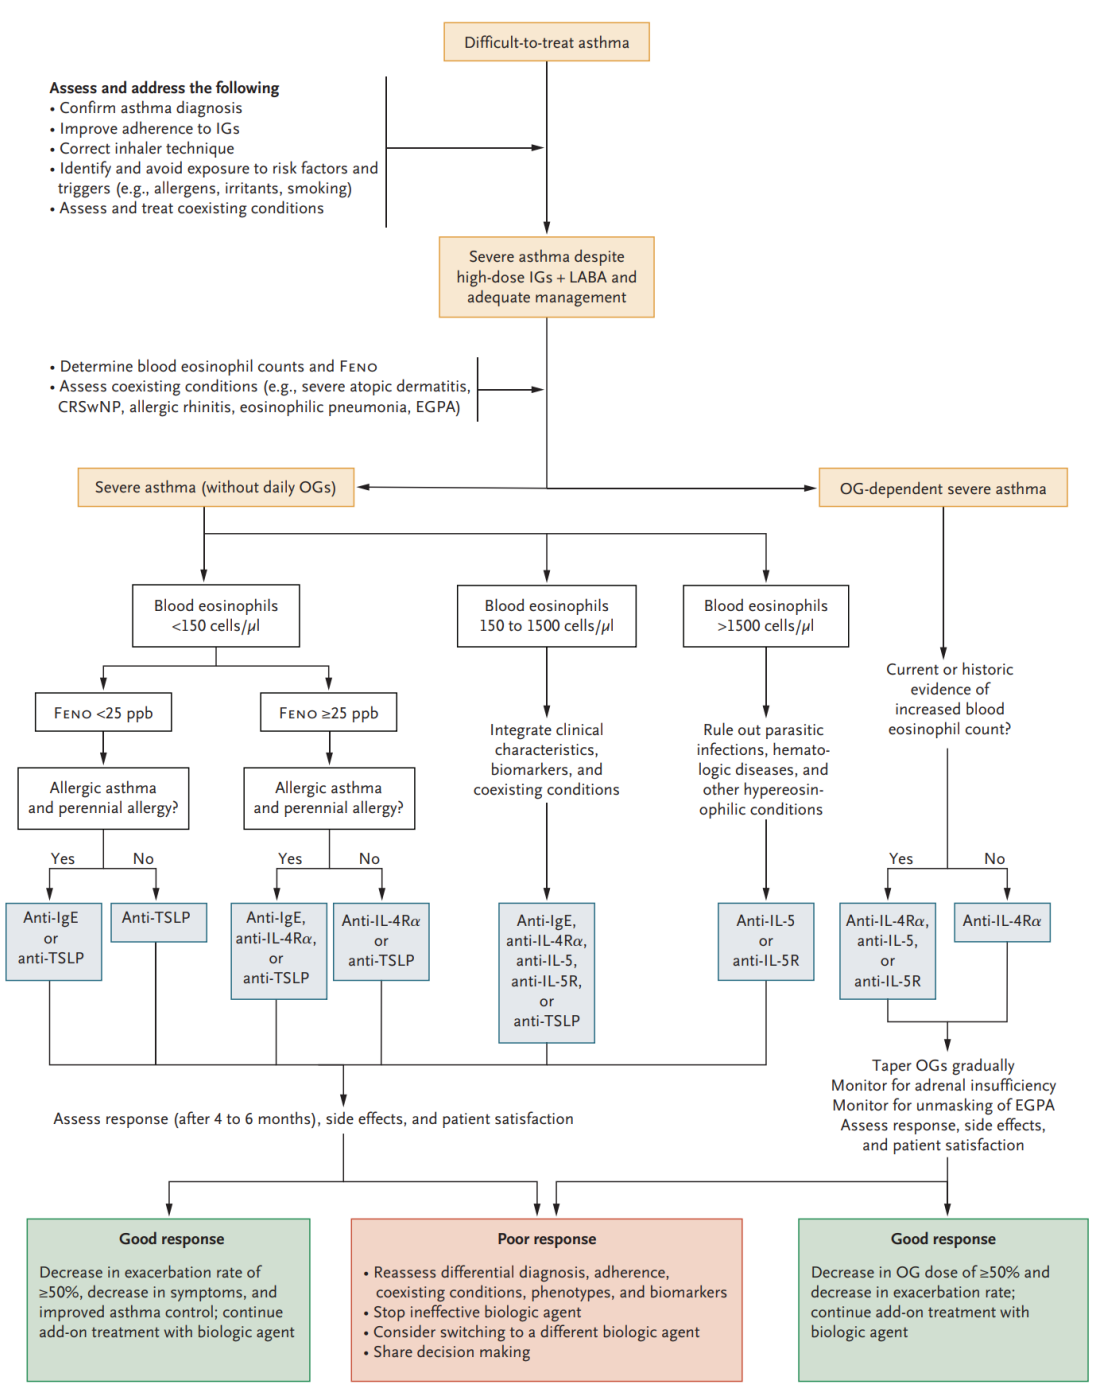 Difficult-to-treat asthma
Assess and address the following
• Confirm asthma diagnosis
• Improve adherence to IGs
• Correct inhaler technique
• Identify and avoid exposure to risk factors and
triggers (e.g., allergens, irritants, smoking)
• Assess and treat coexisting conditions
Severe asthma despite
high-dose IGs + LABA and
adequate management
• Determine blood eosinophil counts and FENO
• Assess coexisting conditions (e.g., severe atopic dermatitis,
CRSwNP, allergic rhinitis, eosinophilic pneumonia, EGPA)
Severe asthma (without daily OGs)
OG-dependent severe asthma
Blood eosinophils
<150 cells/µl
Blood eosinophils
150 to 1500 cells/µl
Blood eosinophils
>1500 cells/µl
FENO <25 ppb
FENO ≥25 ppb
Allergic asthma
and perennial allergy?
Allergic asthma
and perennial allergy?
Integrate clinical
characteristics,
biomarkers, and
coexisting conditions
Rule out parasitic
infections, hemato-
logic diseases, and
other hypereosin-
ophilic conditions
Current or historic
evidence of
increased blood
eosinophil count?
Yes
No
Yes
No
Yes
No
Anti-IgE
or
anti-TSLP
Anti-TSLP
Anti-IgE,
anti-IL-4Rα,
or
anti-TSLP
Anti-IL-4Rα
or
anti-TSLP
Anti-IgE,
anti-IL-4Rα,
anti-IL-5,
anti-IL-5R,
or
anti-TSLP
Anti-IL-5
or
anti-IL-5R
Anti-IL-4Rα,
anti-IL-5,
or
anti-IL-5R
Anti-IL-4Rα
Assess response (after 4 to 6 months), side effects, and patient satisfaction
Taper OGs gradually
Monitor for adrenal insufficiency
Monitor for unmasking of EGPA
Assess response, side effects,
and patient satisfaction
Good response
Decrease in exacerbation rate of
≥50%, decrease in symptoms, and
improved asthma control; continue
add-on treatment with biologic agent
Poor response
• Reassess differential diagnosis, adherence,
coexisting conditions, phenotypes, and biomarkers
• Stop ineffective biologic agent
• Consider switching to a different biologic agent
• Share decision making
Good response
Decrease in OG dose of ≥50% and
decrease in exacerbation rate;
continue add-on treatment with
biologic agent